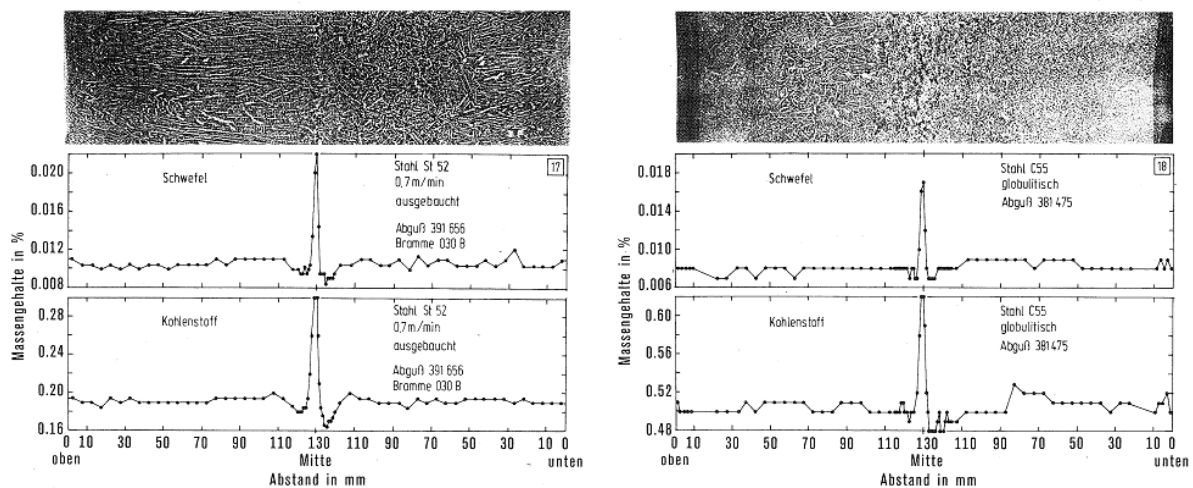 Massengehalte in %
0.020
0.016
0.012
0.008
Schwefel
Stahl St 52
0,7m/min
ausgebaucht
Abguß 391 656
Bramme 030 B
17
0.28
0.24
0.20
0.16
Kohlenstoff
Stahl St 52
0,7m/min
ausgebaucht
Abguß 391 656
Bramme 030 B
0 10 30 50 70 90 110 130 110 90 70 50 30 10 0
oben Mitte unten
Abstand in mm
Massengehalte in %
0.018
0.014
0.010
0.006
Schwefel
Stahl C55
globulitisch
Abguß 381 475
18
0.60
0.56
0.52
0.48
Kohlenstoff
Stahl C55
globulitisch
Abguß 381475
0 10 30 50 70 90 110 130 110 90 70 50 30 10 0
oben Mitte unten
Abstand in mm